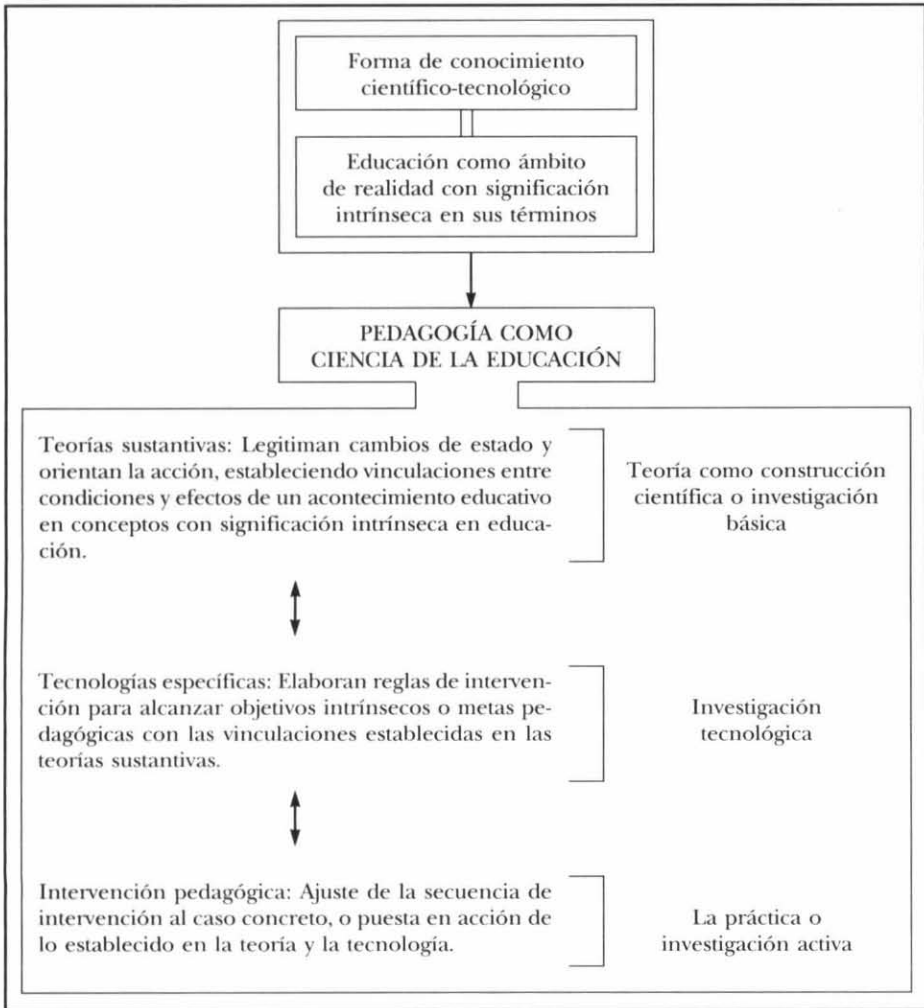 Forma de conocimiento
científico-tecnológico
Educación como ámbito
de realidad con significación
intrínseca en sus términos
PEDAGOGÍA COMO
CIENCIA DE LA EDUCACIÓN
Teorías sustantivas: Legitiman cambios de estado y
orientan la acción, estableciendo vinculaciones entre
condiciones y efectos de un acontecimiento educativo
en conceptos con significación intrínseca en educa-
ción.
Teoría como construcción
científica o investigación
básica
Tecnologías específicas: Elaboran reglas de interven-
ción para alcanzar objetivos intrínsecos o metas pe-
dagógicas con las vinculaciones establecidas en las
teorías sustantivas.
Investigación
tecnológica
Intervención pedagógica: Ajuste de la secuencia de
intervención al caso concreto, o puesta en acción de
lo establecido en la teoría y la tecnología.
La práctica o
investigación activa